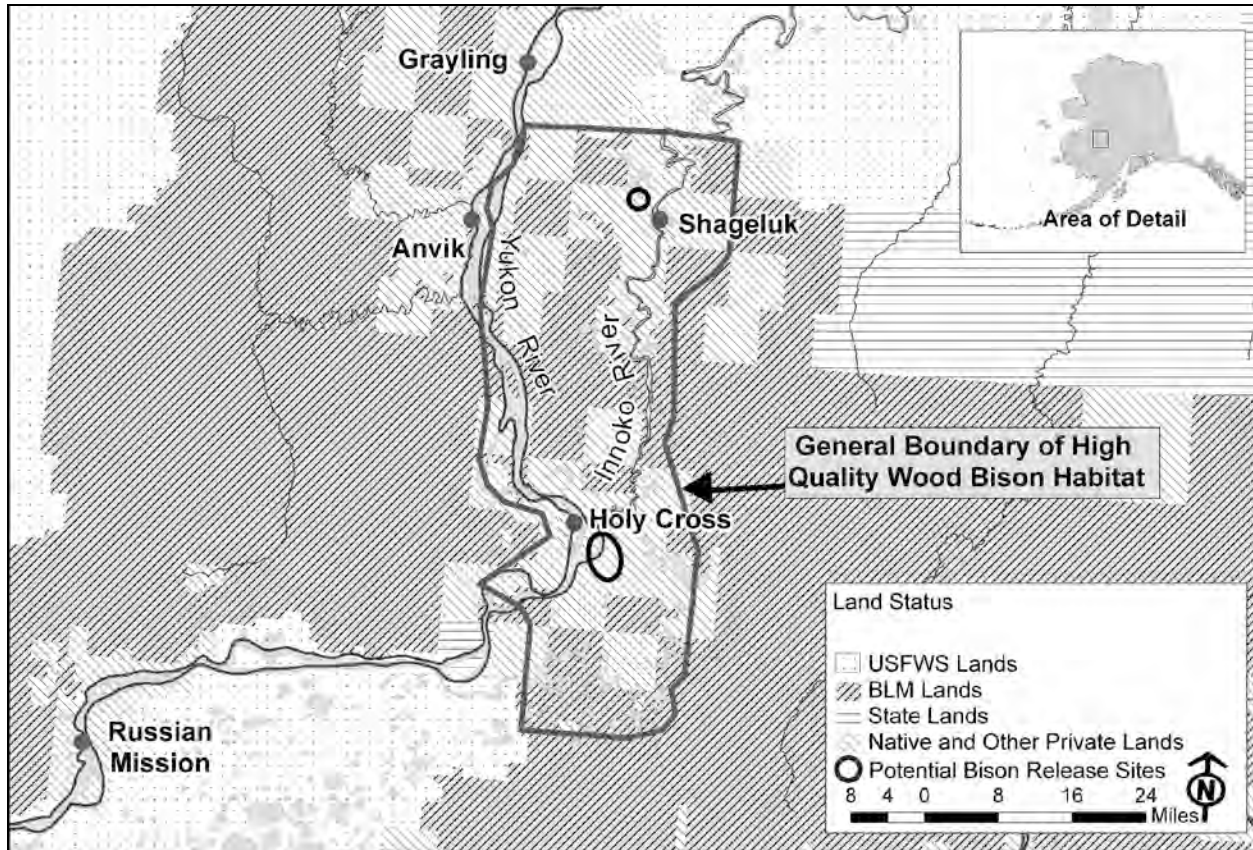 Grayling
Shageluk
Anvik
Yukon
River
Innoko River
Area of Detail
General Boundary of High
Quality Wood Bison Habitat
Holy Cross
Russian
Mission
Land Status
USFWS Lands
BLM Lands
State Lands
Native and Other Private Lands
Potential Bison Release Sites
N
8 4 0 8 16 24
Miles